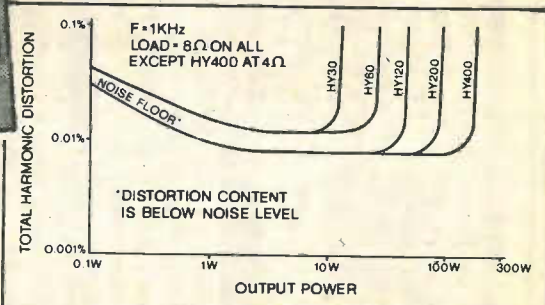 TOTAL HARMONIC DISTORTION
0.1%
0.01%
0.001%
F=1KHz
LOAD = 8Ω ON ALL
EXCEPT HY400 AT 4Ω
NOISE FLOOR*
HY30
HY60
HY120
HY200
HY400
*DISTORTION CONTENT
IS BELOW NOISE LEVEL
0.1W 1W 10W 100W 300W
OUTPUT POWER